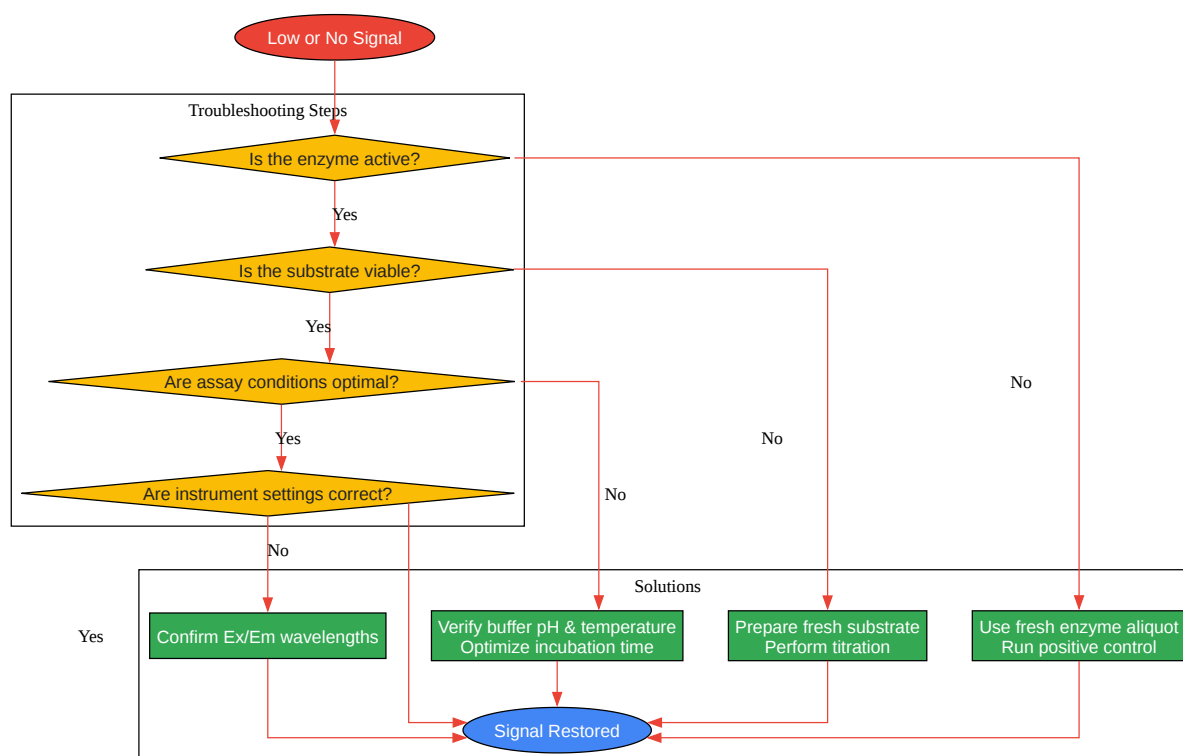 Low or No Signal
Troubleshooting Steps
Is the enzyme active?
Yes
Is the substrate viable?
Yes
Are assay conditions optimal?
No
Yes
No
Are instrument settings correct?
No
No
Solutions
Yes
Confirm Ex/Em wavelengths
Verify buffer pH & temperature
Optimize incubation time
Prepare fresh substrate
Perform titration
Use fresh enzyme aliquot
Run positive control
Signal Restored